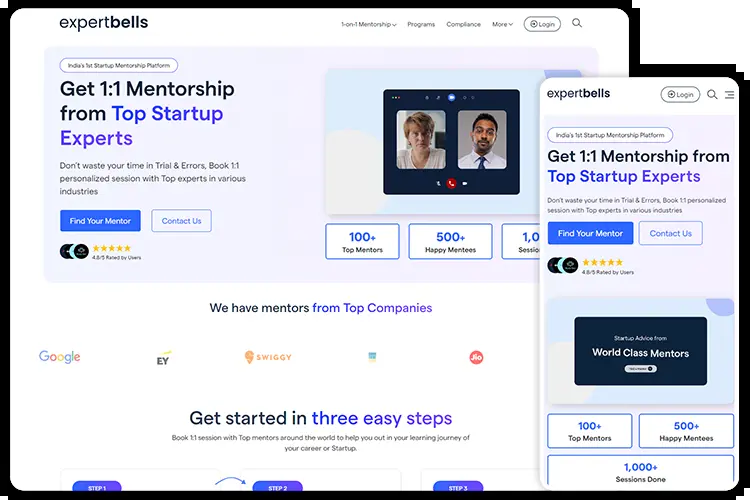 expertbells
1-on-1 Mentorship
Programs
Compliance
More
Login
India's 1st Startup Mentorship Platform
Get 1:1 Mentorship
from Top Startup
Experts
Don't waste your time in Trial & Errors, Book 1:1
personalized session with Top experts in various
industries
Find Your Mentor
Contact Us
4.8/5 Rated by Users
100+
Top Mentors
500+
Happy Mentees
1,0
Sessio
We have mentors from Top Companies
Google
EY
SWIGGY
Jio
Get started in three easy steps
Book 1:1 session with Top mentors around the world to help you out in your learning journey of
your career or Startup.
STEP 1
STEP 2
STEP 3
expertbells
Login
India's 1st Startup Mentorship Platform
Get 1:1 Mentorship from
Top Startup Experts
Don't waste your time in Trial & Errors, Book 1:1 personalized
session with Top experts in various industries
Find Your Mentor
Contact Us
4.8/5 Rated by Users
Startup Advice from
World Class Mentors
100+
Top Mentors
500+
Happy Mentees
1,000+
Sessions Done